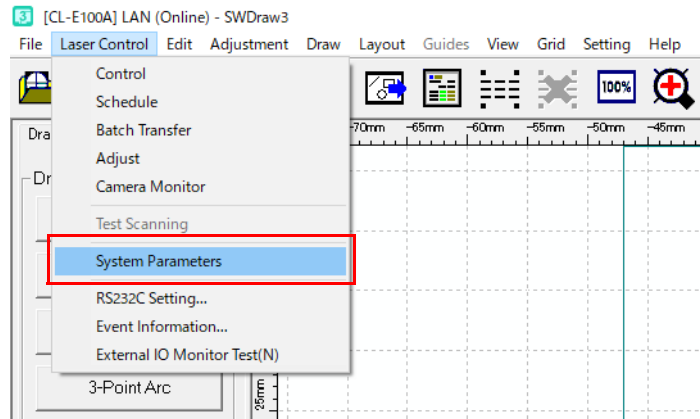 [CL-E100A] LAN (Online) - SWDraw3
File Laser Control Edit Adjustment Draw Layout Guides View Grid Setting Help
100%
Control
Schedule
Batch Transfer
Adjust
Camera Monitor
Test Scanning
System Parameters
RS232C Setting...
Event Information...
External IO Monitor Test(N)
Dra
-70mm -65mm -60mm -55mm -50mm -45mm
Dr
3-Point Arc
25mm